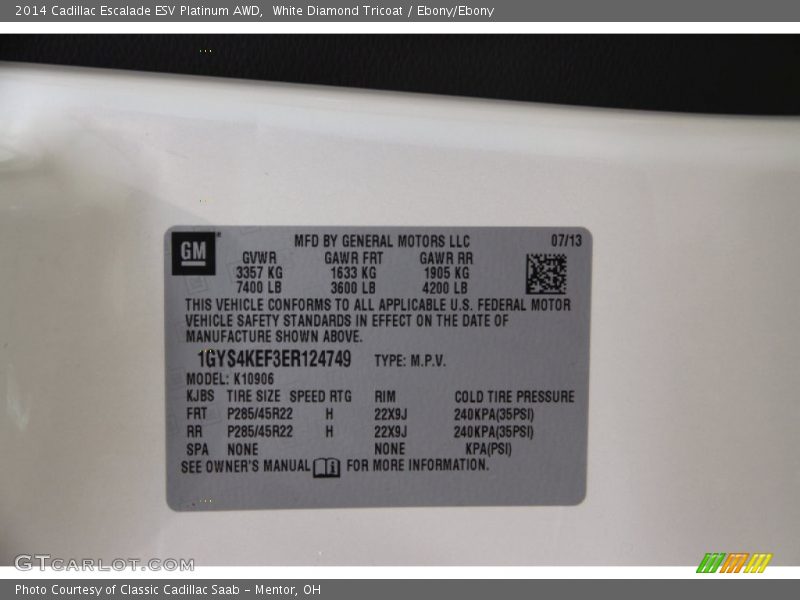 2014 Cadillac Escalade ESV Platinum AWD,  White Diamond Tricoat / Ebony/Ebony
GM
MFD BY GENERAL MOTORS LLC 07/13
GVWR GAWR FRT GAWR RR
3357 KG 1633 KG 1905 KG
7400 LB 3600 LB 4200 LB
THIS VEHICLE CONFORMS TO ALL APPLICABLE U.S. FEDERAL MOTOR
VEHICLE SAFETY STANDARDS IN EFFECT ON THE DATE OF
MANUFACTURE SHOWN ABOVE.
1GYS4KEF3ER124749 TYPE: M.P.V.
MODEL: K10906
KJBS TIRE SIZE SPEED RTG RIM COLD TIRE PRESSURE
FRT P285/45R22 H 22X9J 240KPA(35PSI)
RR P285/45R22 H 22X9J 240KPA(35PSI)
SPA NONE NONE KPA(PSI)
SEE OWNER'S MANUAL FOR MORE INFORMATION.
GTCARLOT.COM
Photo Courtesy of Classic Cadillac Saab - Mentor, OH